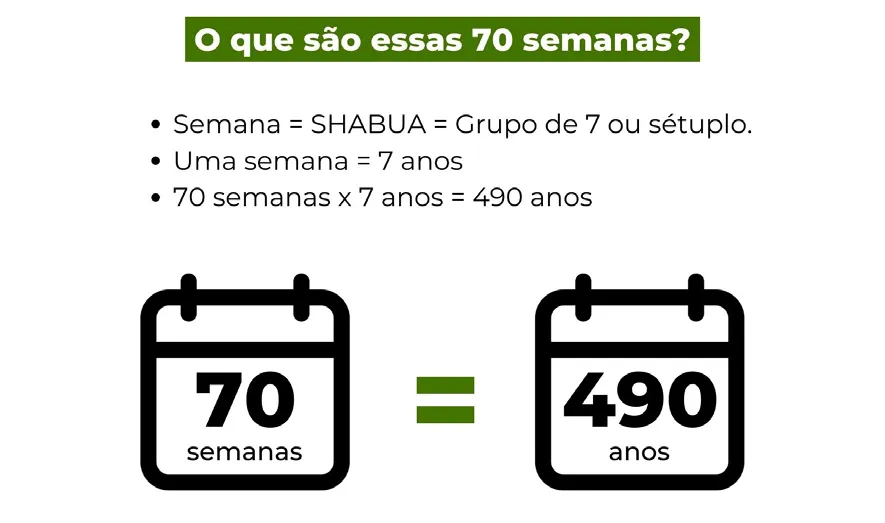 O que são essas 70 semanas?
• Semana = SHABUA = Grupo de 7 ou sétuplo.
• Uma semana = 7 anos
• 70 semanas x 7 anos = 490 anos
70
semanas
=
490
anos